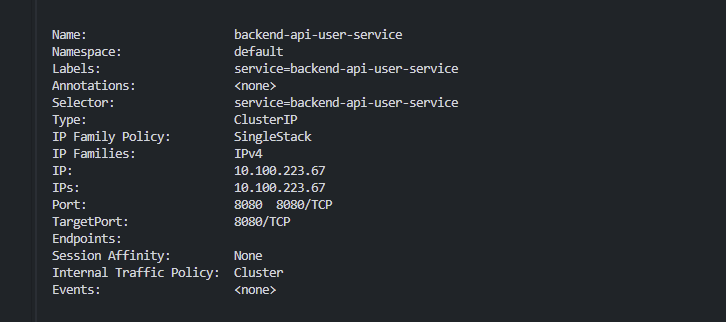 Name: backend-api-user-service
Namespace: default
Labels: service=backend-api-user-service
Annotations: <none>
Selector: service=backend-api-user-service
Type: ClusterIP
IP Family Policy: SingleStack
IP Families: IPv4
IP: 10.100.223.67
IPs: 10.100.223.67
Port: 8080 8080/TCP
TargetPort: 8080/TCP
Endpoints:
Session Affinity: None
Internal Traffic Policy: Cluster
Events: <none>